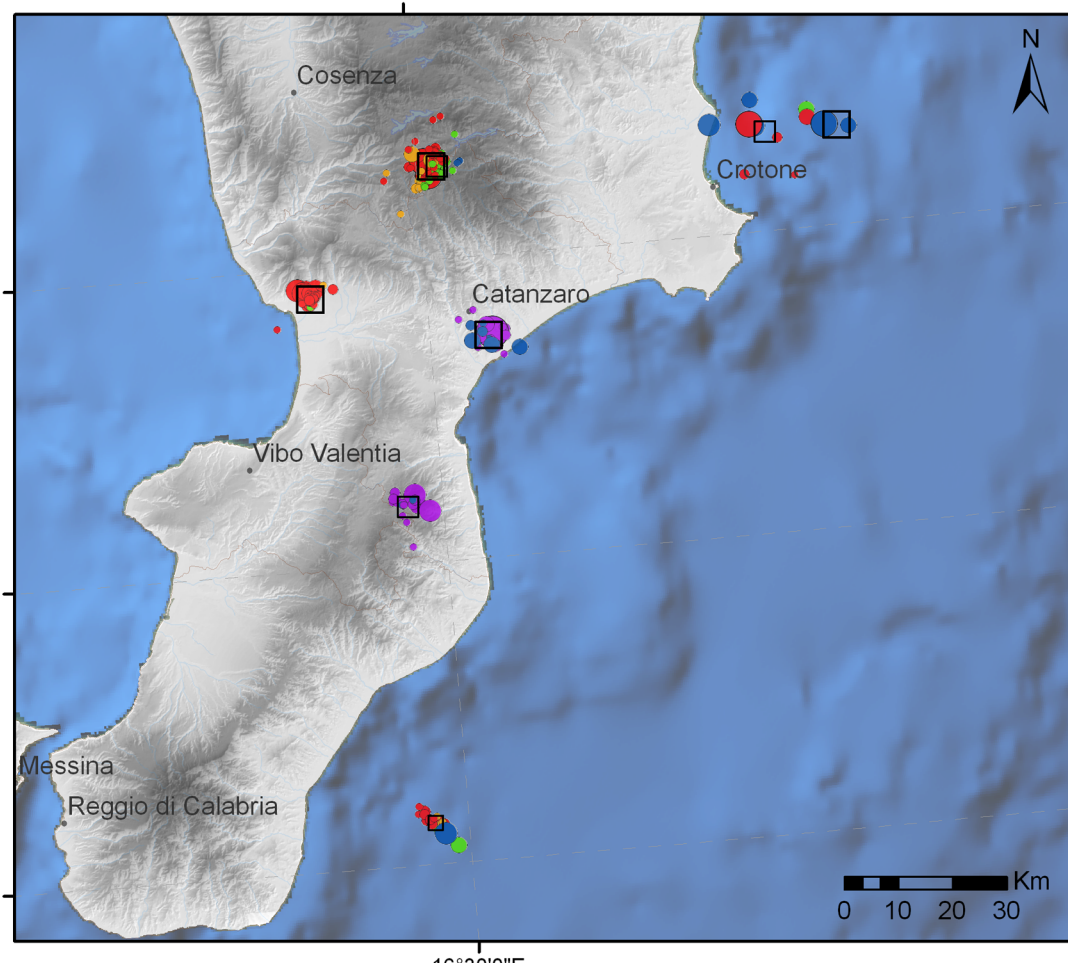 N
Cosenza
Crotone
Catanzaro
Vibo Valentia
Messina
Reggio di Calabria
Km
0 10 20 30